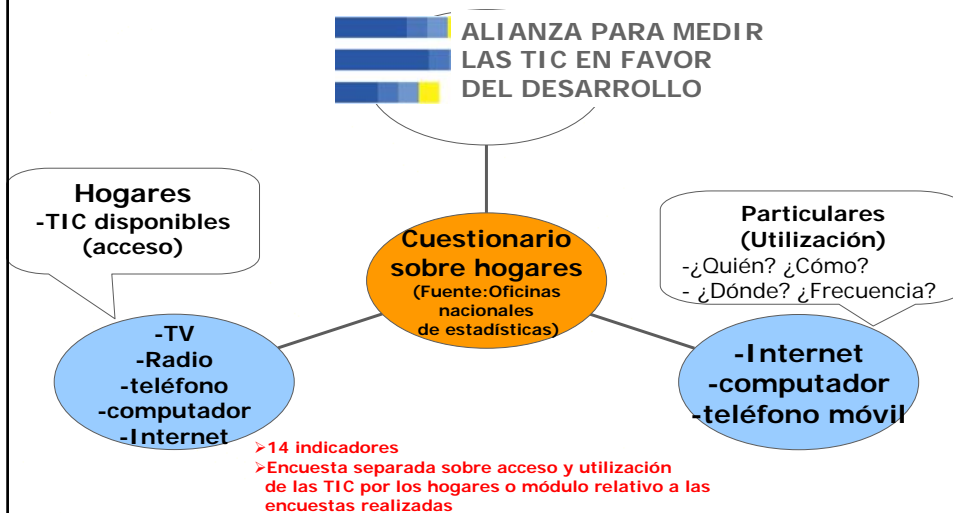 ALIANZA PARA MEDIR
LAS TIC EN FAVOR
DEL DESARROLLO
Hogares
-TIC disponibles
(acceso)
Cuestionario
sobre hogares
(Fuente:Oficinas
nacionales
de estadísticas)
Particulares
(Utilización)
-¿Quién? ¿Cómo?
- ¿Dónde? ¿Frecuencia?
-TV
-Radio
-teléfono
-computador
-Internet
-Internet
-computador
-teléfono móvil
➢14 indicadores
➢Encuesta separada sobre acceso y utilización
de las TIC por los hogares o módulo relativo a las
encuestas realizadas